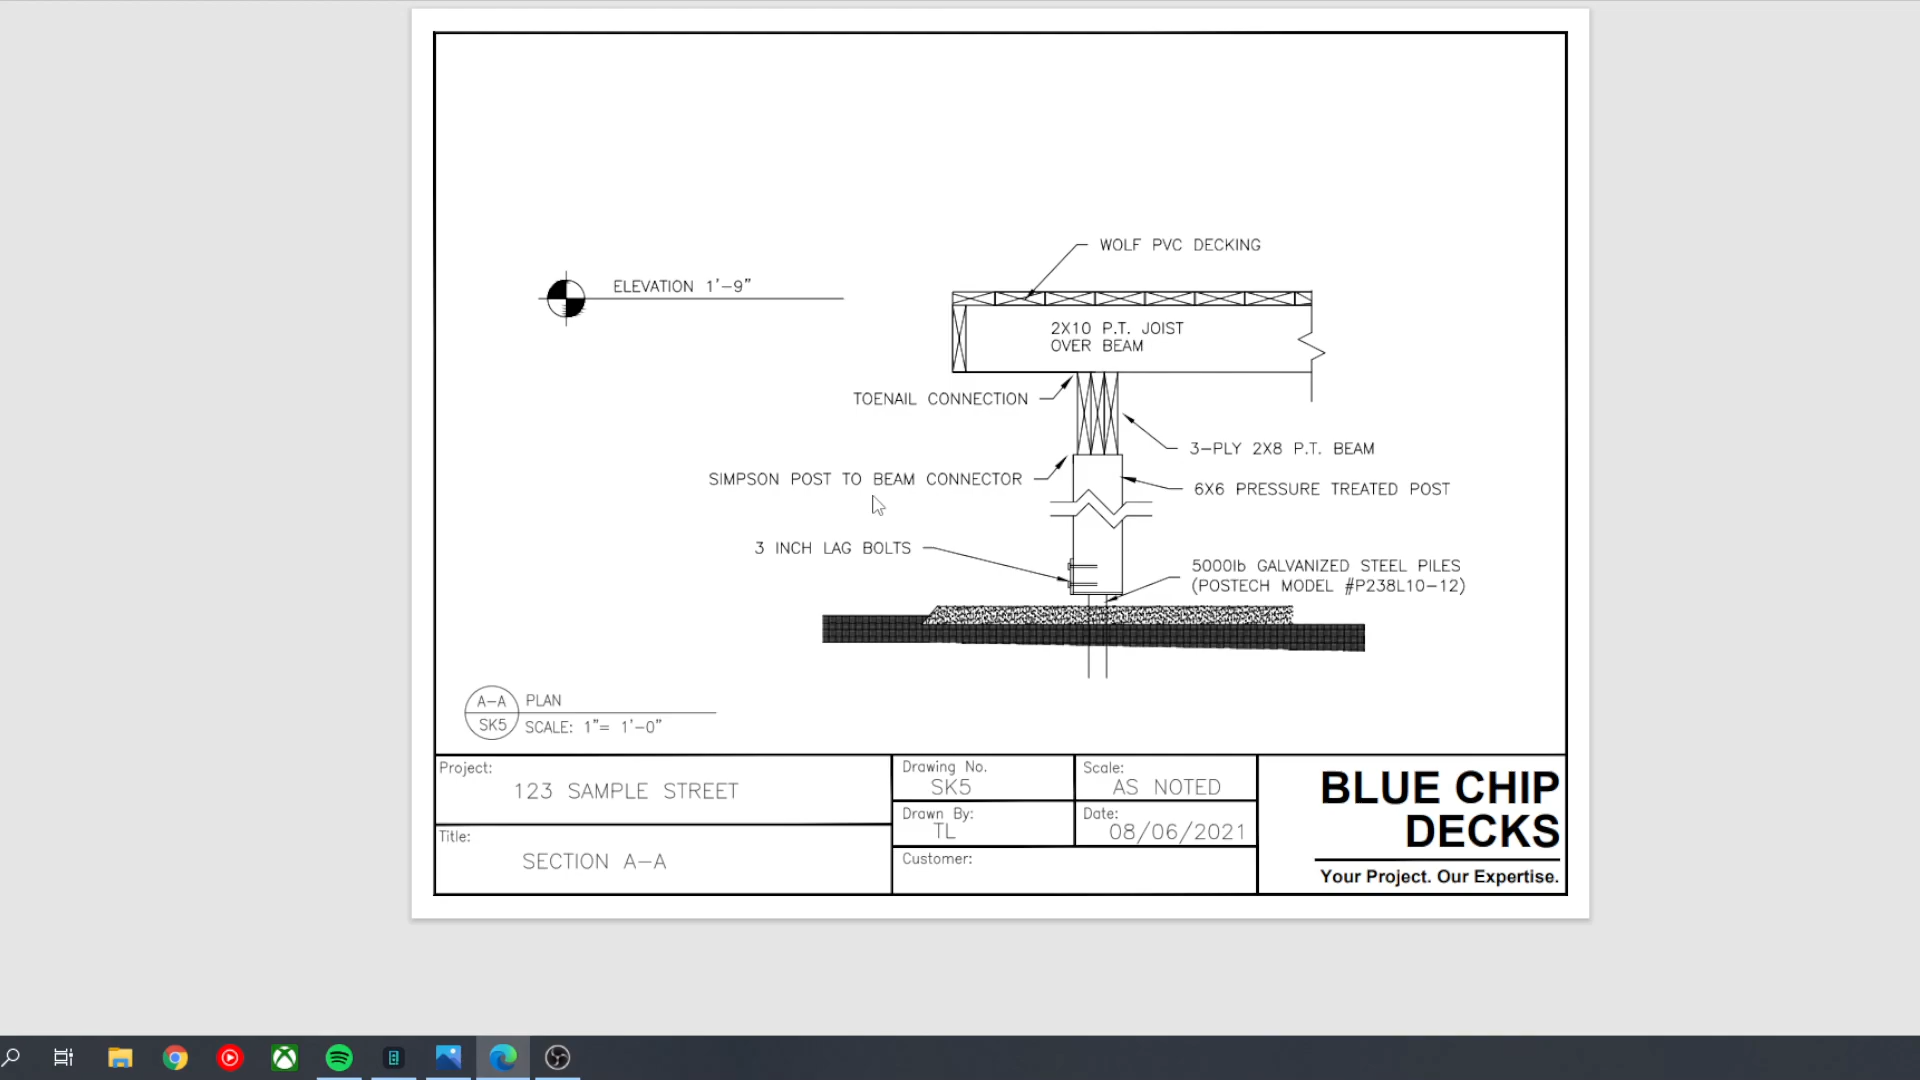 WOLF PVC DECKING
ELEVATION 1'-9"
2X10 P.T. JOIST
OVER BEAM
TOENAIL CONNECTION
3-PLY 2X8 P.T. BEAM
SIMPSON POST TO BEAM CONNECTOR
6X6 PRESSURE TREATED POST
3 INCH LAG BOLTS
5000lb GALVANIZED STEEL PILES
(POSTECH MODEL #P238L10-12)
A-A
SK5
PLAN
SCALE: 1"= 1'-0"
Project:
123 SAMPLE STREET
Title:
SECTION A-A
Drawing No.
SK5
Scale:
AS NOTED
Drawn By:
TL
Date:
08/06/2021
Customer:
BLUE CHIP
DECKS
Your Project. Our Expertise.